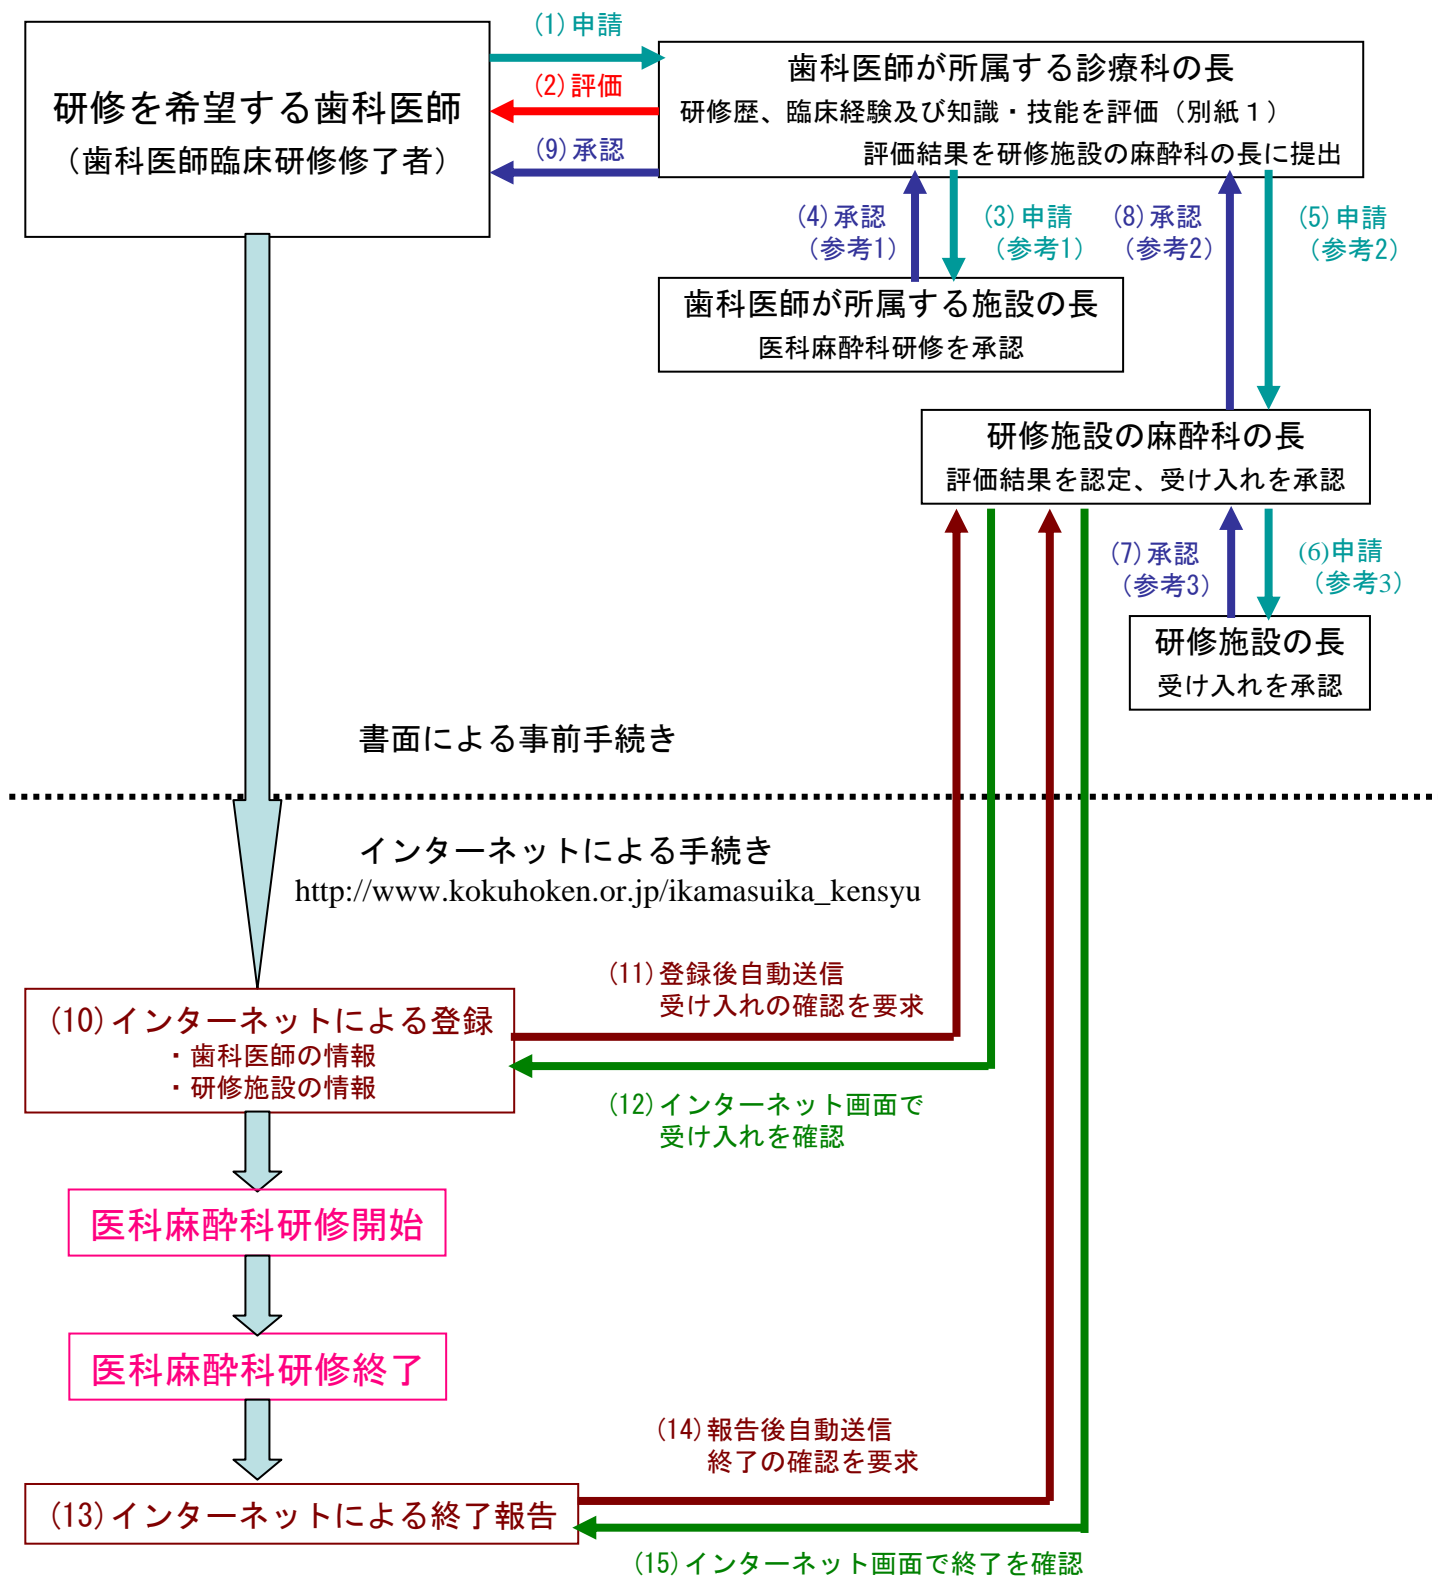 (1)申請
研修を希望する歯科医師
（歯科医師臨床研修修了者）
(2)評価
(9)承認
歯科医師が所属する診療科の長
研修歴、臨床経験及び知識・技能を評価（別紙１）
評価結果を研修施設の麻酔科の長に提出
(4)承認
（参考1）
(3)申請
（参考1）
(8)承認
（参考2）
(5)申請
（参考2）
歯科医師が所属する施設の長
医科麻酔科研修を承認
研修施設の麻酔科の長
評価結果を認定、受け入れを承認
(7)承認
（参考3）
(6)申請
（参考3）
研修施設の長
受け入れを承認
書面による事前手続き
インターネットによる手続き
http://www.kokuhoken.or.jp/ikamasuika_kensyu
(11)登録後自動送信
受け入れの確認を要求
(10)インターネットによる登録
・歯科医師の情報
・研修施設の情報
(12)インターネット画面で
受け入れを確認
医科麻酔科研修開始
医科麻酔科研修終了
(14)報告後自動送信
終了の確認を要求
(13)インターネットによる終了報告
(15)インターネット画面で終了を確認